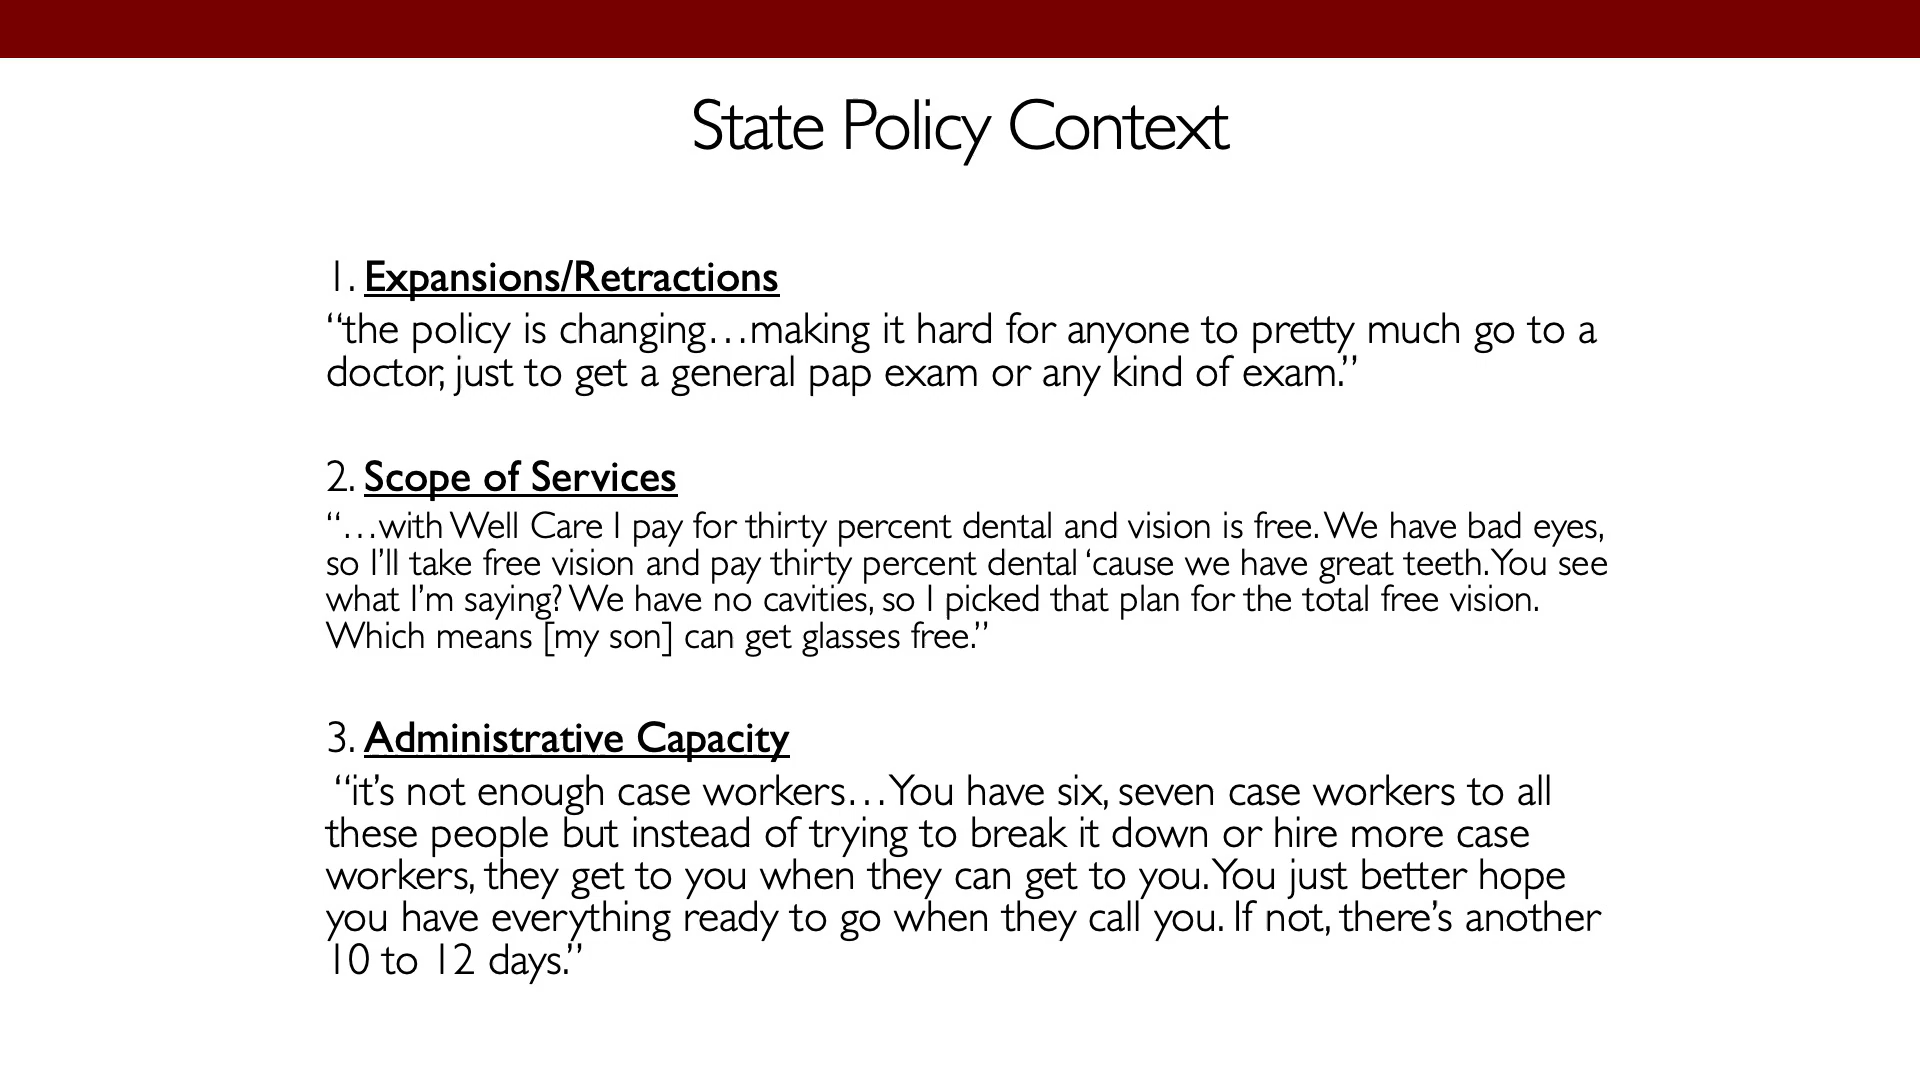 State Policy Context
1. Expansions/Retractions
“the policy is changing…making it hard for anyone to pretty much go to a
doctor, just to get a general pap exam or any kind of exam.”
2. Scope of Services
“…with Well Care I pay for thirty percent dental and vision is free. We have bad eyes,
so I’ll take free vision and pay thirty percent dental ‘cause we have great teeth. You see
what I’m saying? We have no cavities, so I picked that plan for the total free vision.
Which means [my son] can get glasses free.”
3. Administrative Capacity
“it’s not enough case workers…You have six, seven case workers to all
these people but instead of trying to break it down or hire more case
workers, they get to you when they can get to you. You just better hope
you have everything ready to go when they call you. If not, there’s another
10 to 12 days.”